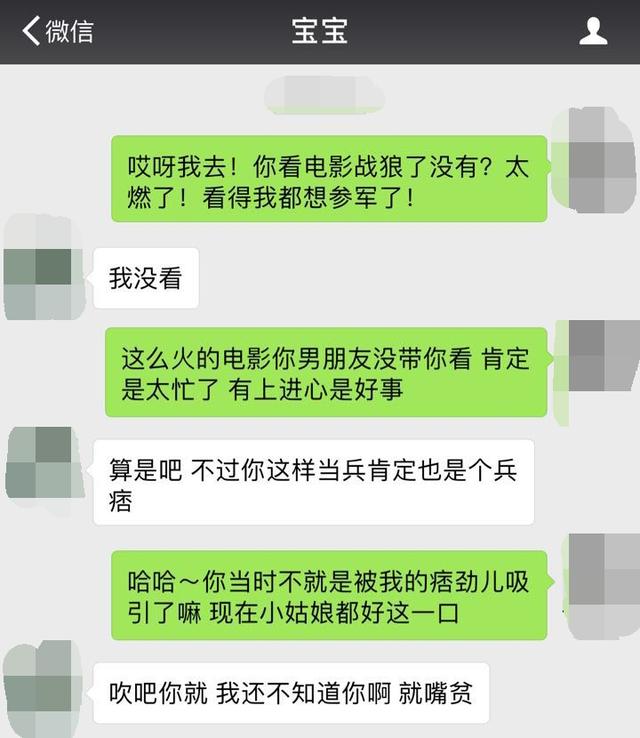 微信
宝宝
哎呀我去！你看电影战狼了没有？太
燃了！看得我都想参军了！
我没看
这么火的电影你男朋友没带你看 肯定
是太忙了 有上进心是好事
算是吧 不过你这样当兵肯定也是个兵
痞
哈哈～你当时不就是被我的痞劲儿吸
引了嘛 现在小姑娘都好这一口
吹吧你就 我还不知道你啊 就嘴贫